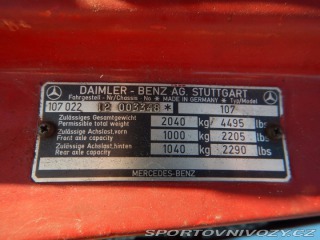 DAIMLER - BENZ AG. STUTTGART
Fahrgestell - Nr/Chassis - No ✶ MADE IN GERMANY ✶ Typ/Model
107 022 12 003348 ✶ 107
Zulässiges Gesamtgewicht
Permissible total weight 2040 kg/ 4495 lbs
Zulässige Achslast.vorn
Front axle capacity 1000 kg/ 2205 lbs
Zulässige Achslast.hinten
Rear axle capacity 1040 kg/ 2290 lbs
MERCEDES-BENZ
© SPORTOVNIVOZY.CZ